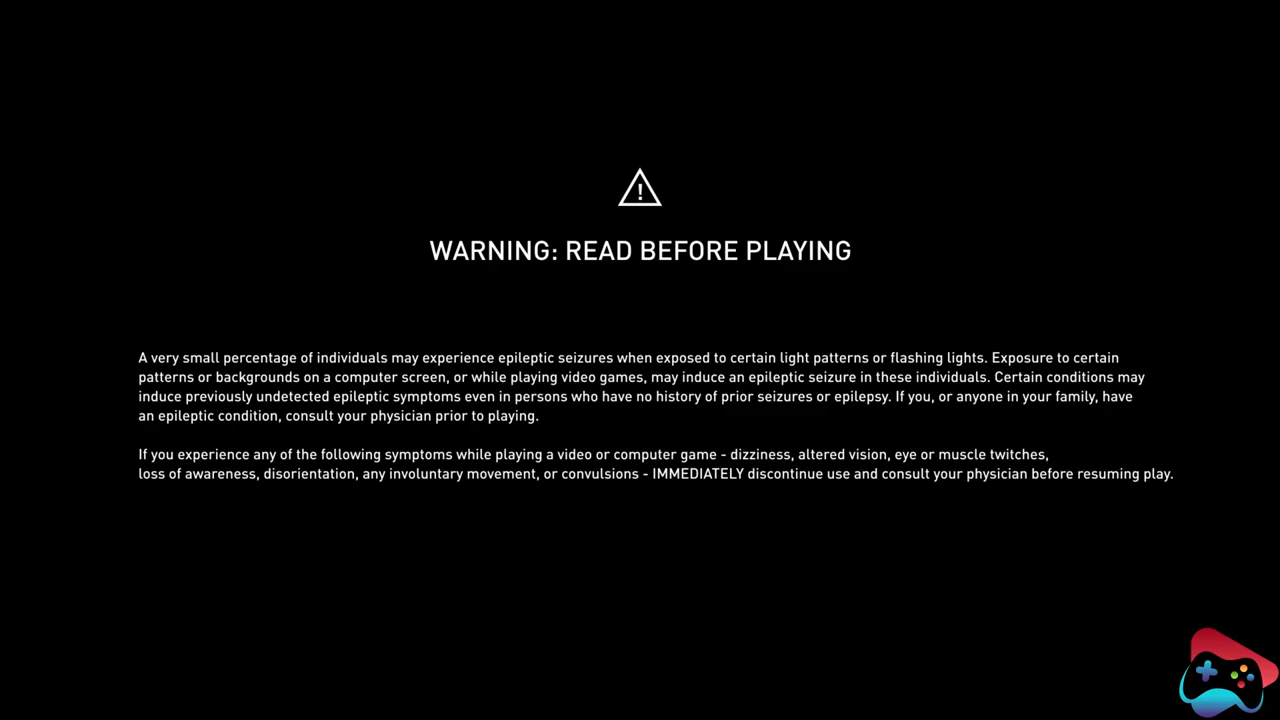 WARNING: READ BEFORE PLAYING
A very small percentage of individuals may experience epileptic seizures when exposed to certain light patterns or flashing lights. Exposure to certain
patterns or backgrounds on a computer screen, or while playing video games, may induce an epileptic seizure in these individuals. Certain conditions may
induce previously undetected epileptic symptoms even in persons who have no history of prior seizures or epilepsy. If you, or anyone in your family, have
an epileptic condition, consult your physician prior to playing.
If you experience any of the following symptoms while playing a video or computer game - dizziness, altered vision, eye or muscle twitches,
loss of awareness, disorientation, any involuntary movement, or convulsions - IMMEDIATELY discontinue use and consult your physician before resuming play.